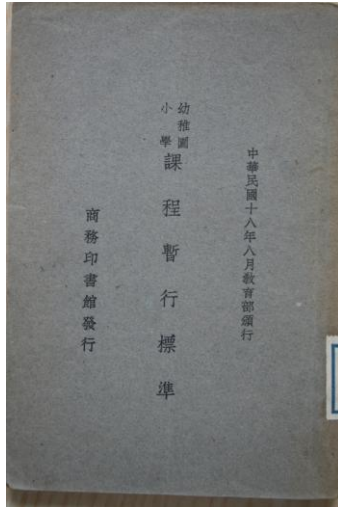 中華民國十八年八月教育部頒行
幼稚園
小學
課程暫行標準
商務印書館發行